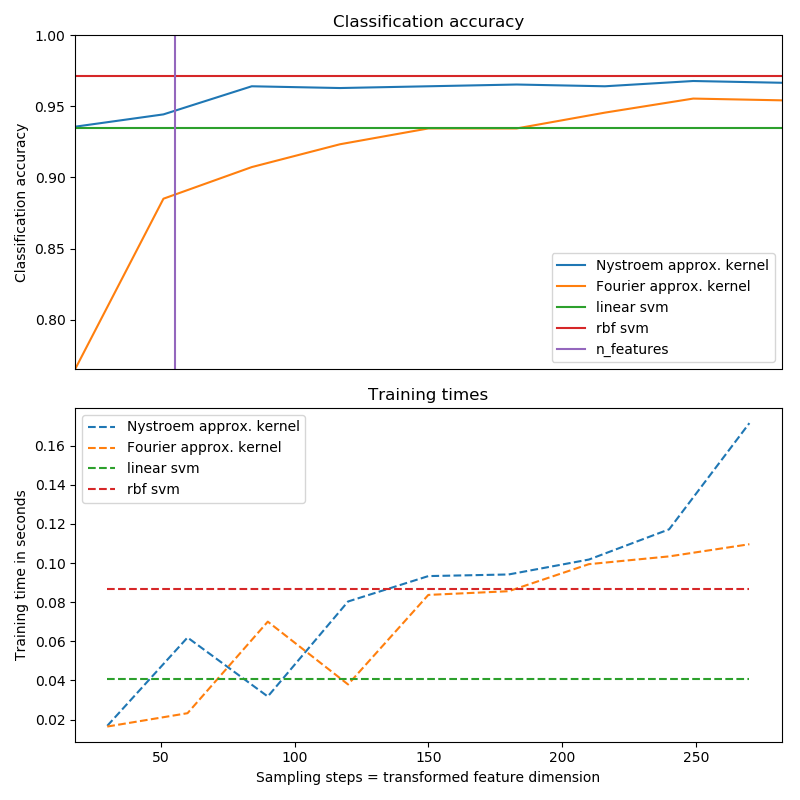 Classification accuracy
1.00
0.95
0.90
0.85
0.80
Classification accuracy
Nystroem approx. kernel
Fourier approx. kernel
linear svm
rbf svm
n_features
Training times
0.16
0.14
0.12
0.10
0.08
0.06
0.04
0.02
Training time in seconds
Nystroem approx. kernel
Fourier approx. kernel
linear svm
rbf svm
50 100 150 200 250
Sampling steps = transformed feature dimension